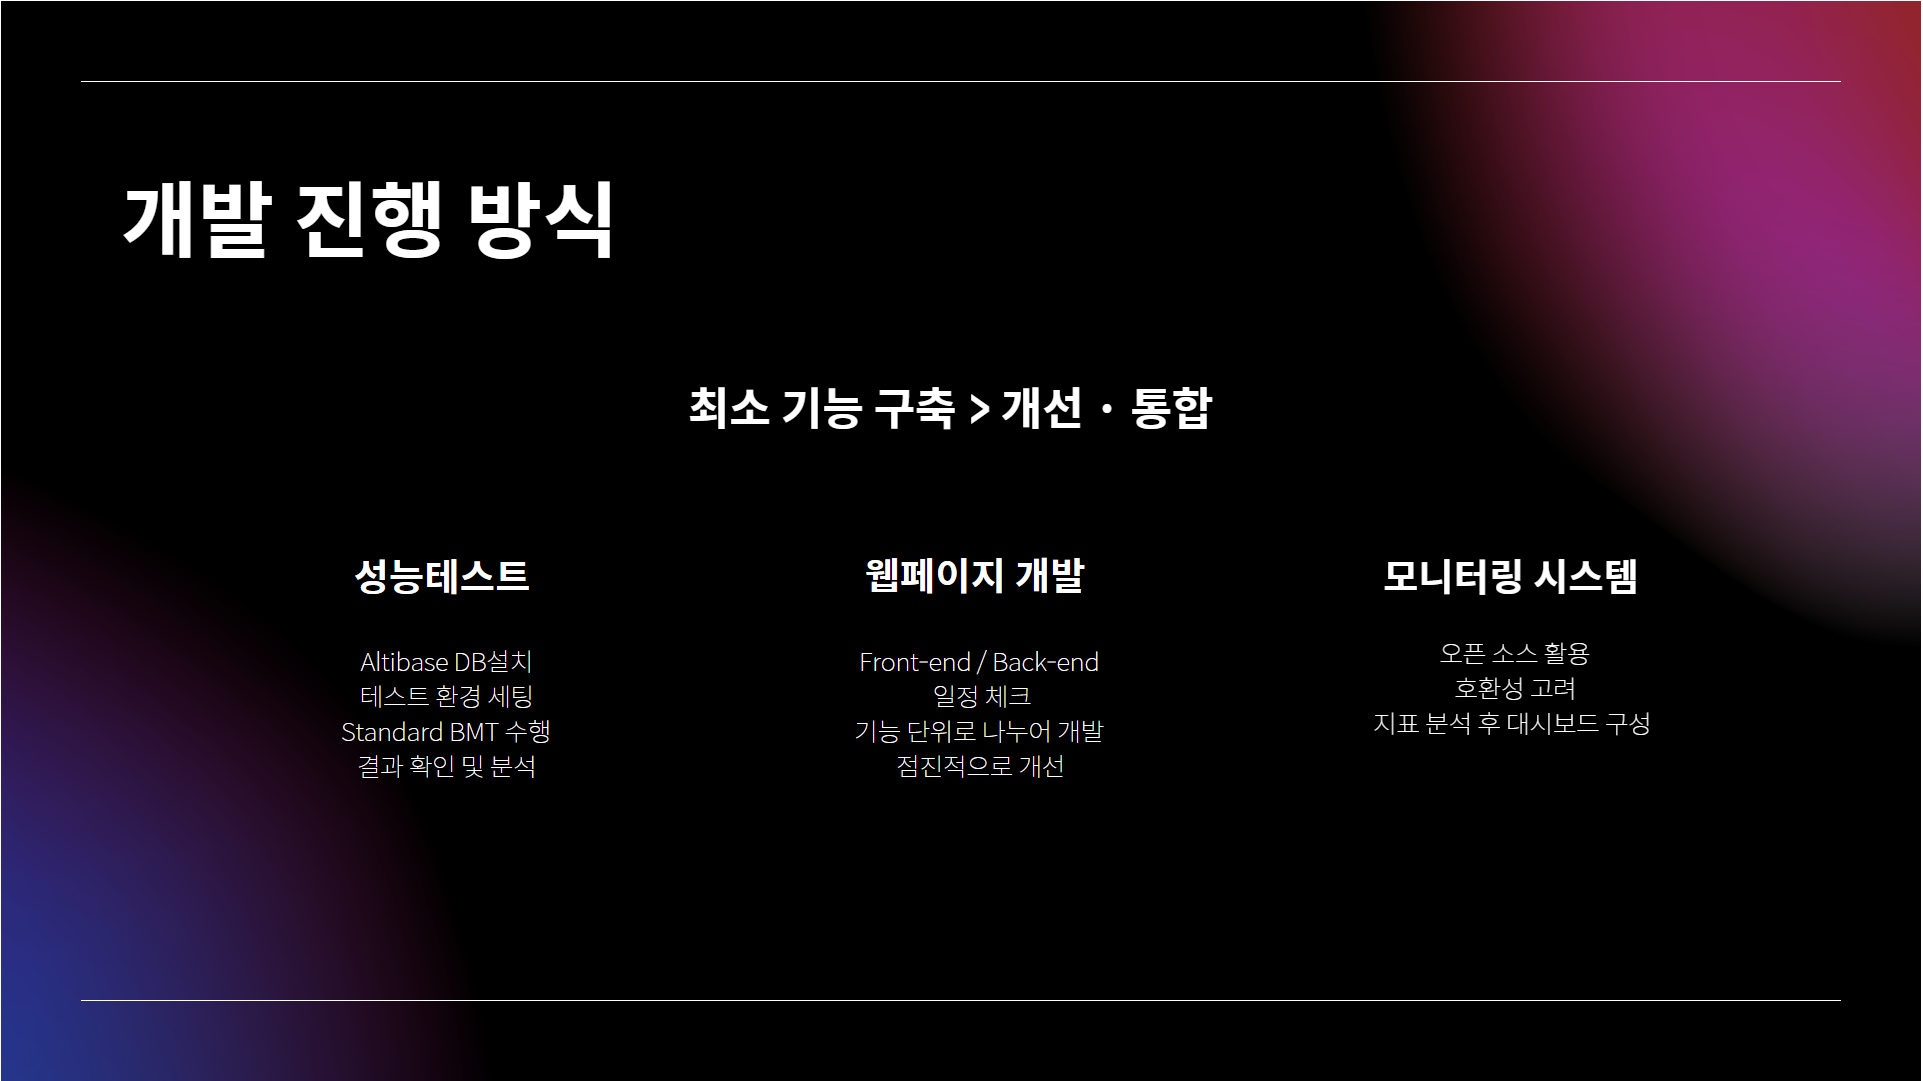 개발 진행 방식
최소 기능 구축 > 개선 · 통합
성능테스트
Altibase DB설치
테스트 환경 세팅
Standard BMT 수행
결과 확인 및 분석
웹페이지 개발
Front-end / Back-end
일정 체크
기능 단위로 나누어 개발
점진적으로 개선
모니터링 시스템
오픈 소스 활용
호환성 고려
지표 분석 후 대시보드 구성